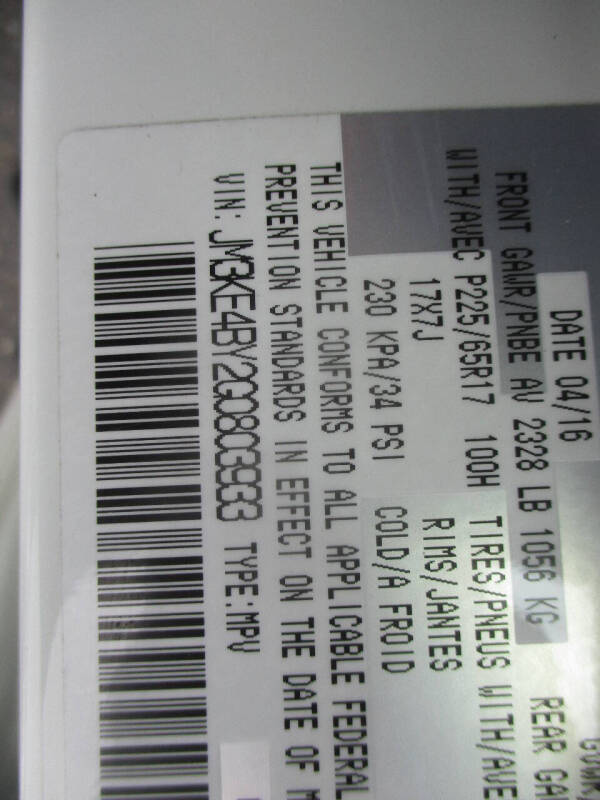 DATE 04/16
FRONT GAWR/PNBE AV 2328 LB 1056 KG REAR GA
WITH/AVEC P225/65R17 100H TIRES/PNEUS WITH/AVE
17X7J RIMS/JANTES
230 KPA/34 PSI COLD/A FROID
THIS VEHICLE CONFORMS TO ALL APPLICABLE FEDERAL
PREVENTION STANDARDS IN EFFECT ON THE DATE OF M
VIN: JM3KE4BY2G0803933 TYPE:MPV